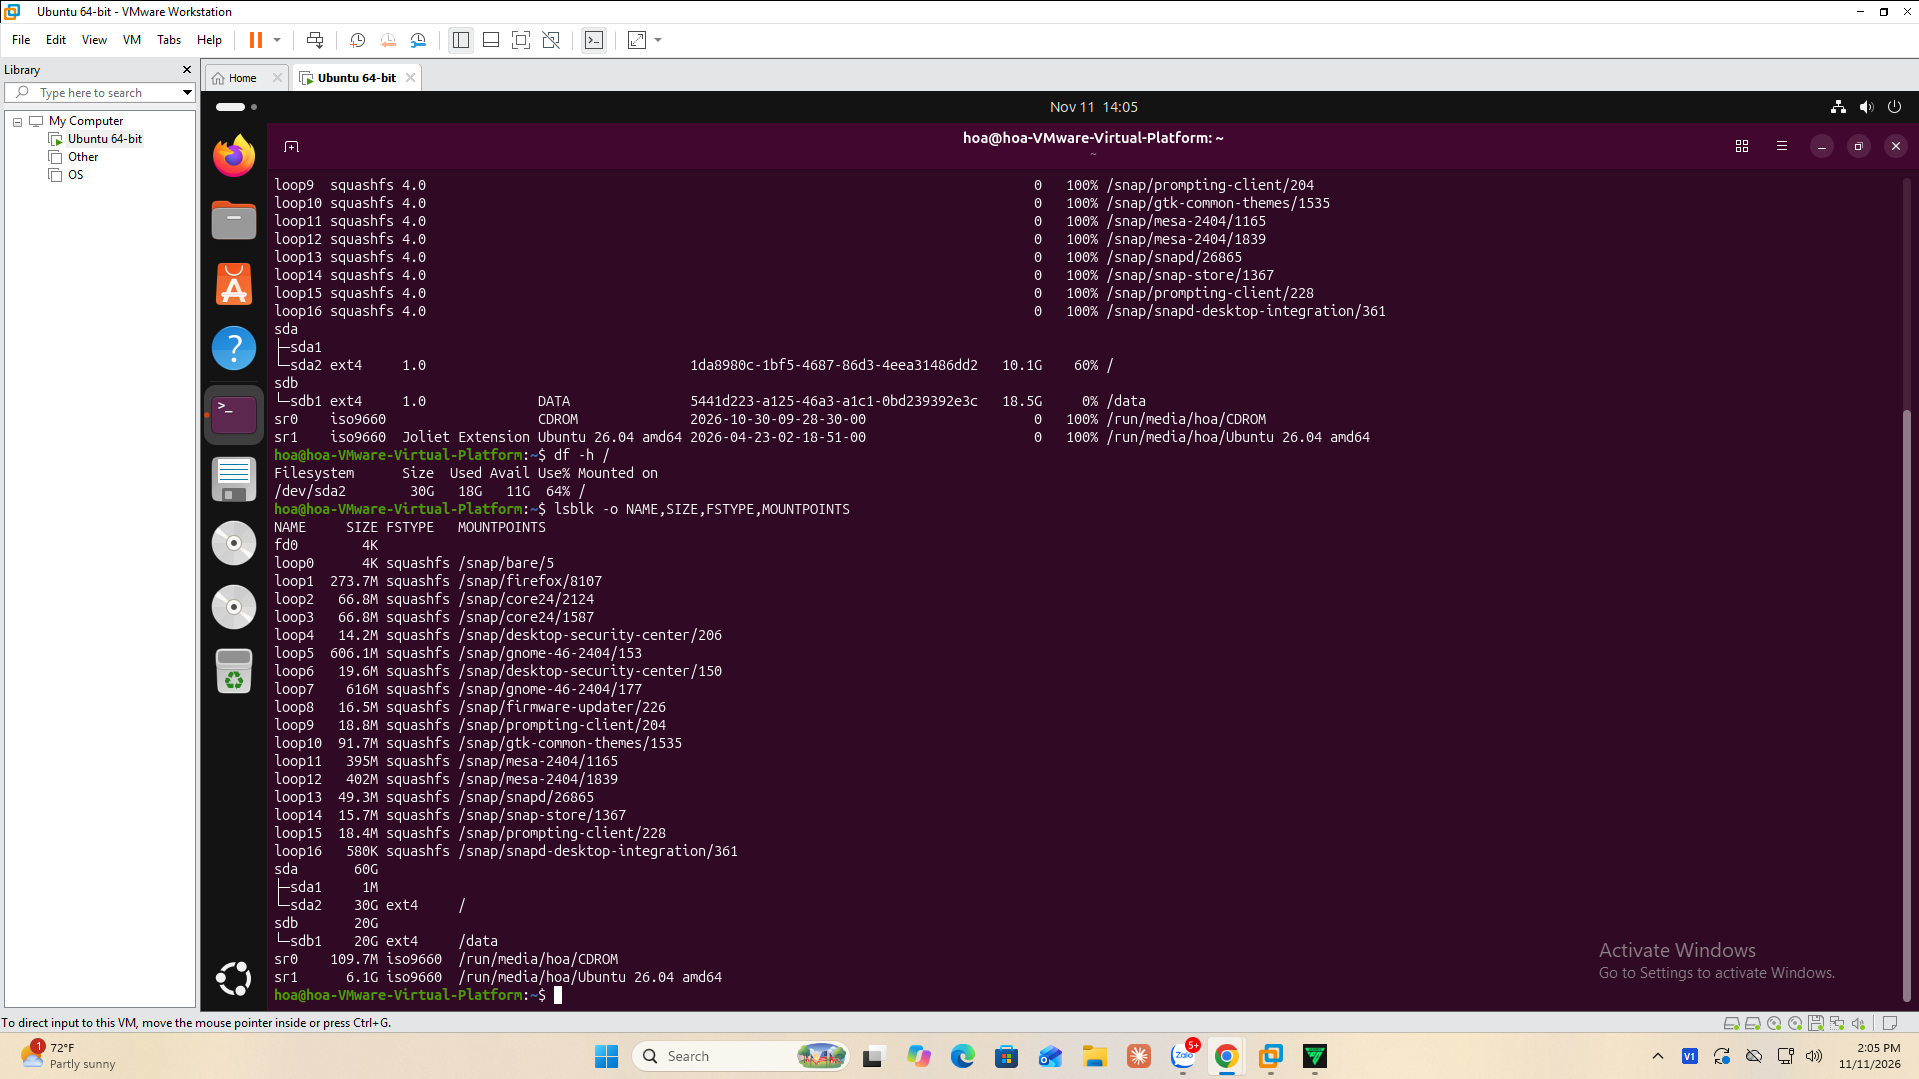 Ubuntu 64-bit - VMware Workstation
File Edit View VM Tabs Help
Library
Type here to search
My Computer
Ubuntu 64-bit
Other
OS
Home
Ubuntu 64-bit
Nov 11 14:05
hoa@hoa-VMware-Virtual-Platform: ~
~
loop9 squashfs 4.0 0 100% /snap/prompting-client/204
loop10 squashfs 4.0 0 100% /snap/gtk-common-themes/1535
loop11 squashfs 4.0 0 100% /snap/mesa-2404/1165
loop12 squashfs 4.0 0 100% /snap/mesa-2404/1839
loop13 squashfs 4.0 0 100% /snap/snapd/26865
loop14 squashfs 4.0 0 100% /snap/snap-store/1367
loop15 squashfs 4.0 0 100% /snap/prompting-client/228
loop16 squashfs 4.0 0 100% /snap/snapd-desktop-integration/361
sda
├─sda1
└─sda2 ext4 1.0 1da8980c-1bf5-4687-86d3-4eea31486dd2 10.1G 60% /
sdb
└─sdb1 ext4 1.0 DATA 5441d223-a125-46a3-a1c1-0bd239392e3c 18.5G 0% /data
sr0 iso9660 CDROM 2026-10-30-09-28-30-00 0 100% /run/media/hoa/CDROM
sr1 iso9660 Joliet Extension Ubuntu 26.04 amd64 2026-04-23-02-18-51-00 0 100% /run/media/hoa/Ubuntu 26.04 amd64
hoa@hoa-VMware-Virtual-Platform:~$ df -h /
Filesystem Size Used Avail Use% Mounted on
/dev/sda2 30G 18G 11G 64% /
hoa@hoa-VMware-Virtual-Platform:~$ lsblk -o NAME,SIZE,FSTYPE,MOUNTPOINTS
NAME SIZE FSTYPE MOUNTPOINTS
fd0 4K
loop0 4K squashfs /snap/bare/5
loop1 273.7M squashfs /snap/firefox/8107
loop2 66.8M squashfs /snap/core24/2124
loop3 66.8M squashfs /snap/core24/1587
loop4 14.2M squashfs /snap/desktop-security-center/206
loop5 606.1M squashfs /snap/gnome-46-2404/153
loop6 19.6M squashfs /snap/desktop-security-center/150
loop7 616M squashfs /snap/gnome-46-2404/177
loop8 16.5M squashfs /snap/firmware-updater/226
loop9 18.8M squashfs /snap/prompting-client/204
loop10 91.7M squashfs /snap/gtk-common-themes/1535
loop11 395M squashfs /snap/mesa-2404/1165
loop12 402M squashfs /snap/mesa-2404/1839
loop13 49.3M squashfs /snap/snapd/26865
loop14 15.7M squashfs /snap/snap-store/1367
loop15 18.4M squashfs /snap/prompting-client/228
loop16 580K squashfs /snap/snapd-desktop-integration/361
sda 60G
├─sda1 1M
└─sda2 30G ext4 /
sdb 20G
└─sdb1 20G ext4 /data
sr0 109.7M iso9660 /run/media/hoa/CDROM
sr1 6.1G iso9660 /run/media/hoa/Ubuntu 26.04 amd64
hoa@hoa-VMware-Virtual-Platform:~$
Activate Windows
Go to Settings to activate Windows.
To direct input to this VM, move the mouse pointer inside or press Ctrl+G.
1
72°F
Partly sunny
Search
Zalo
5+
V1
2:05 PM
11/11/2026